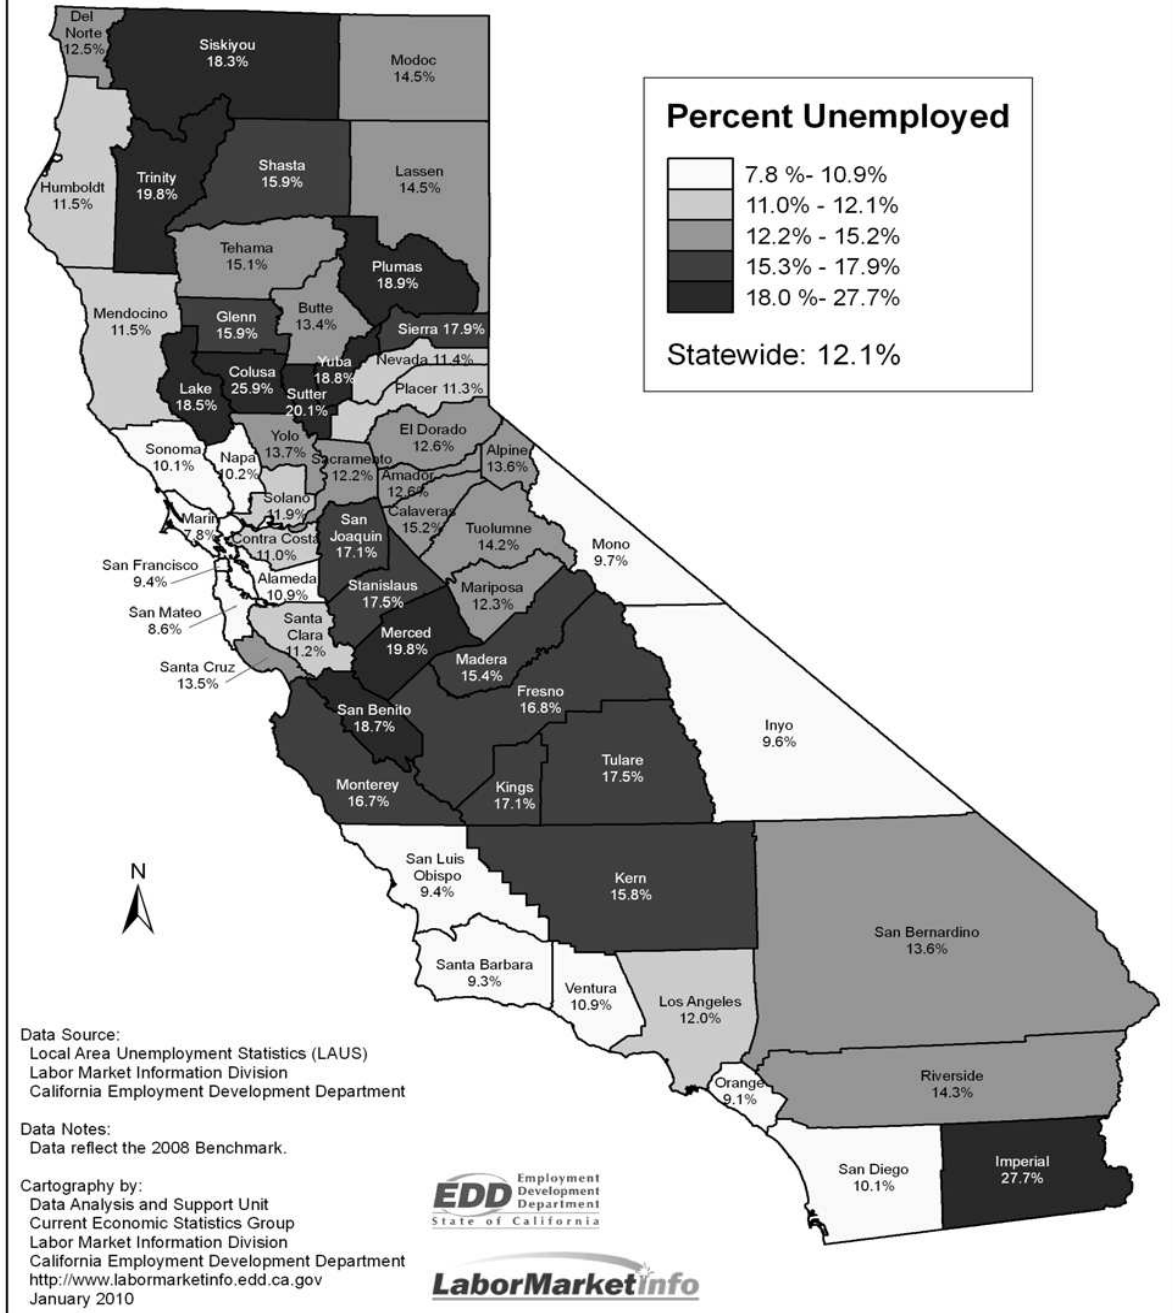 Del
Norte
12.5%
Siskiyou
18.3%
Modoc
14.5%
Percent Unemployed
7.8 %- 10.9%
11.0% - 12.1%
12.2% - 15.2%
15.3% - 17.9%
18.0 %- 27.7%
Statewide: 12.1%
Humboldt
11.5%
Trinity
19.8%
Shasta
15.9%
Lassen
14.5%
Tehama
15.1%
Plumas
18.9%
Mendocino
11.5%
Glenn
15.9%
Butte
13.4%
Sierra 17.9%
Nevada 11.4%
Placer 11.3%
Lake
18.5%
Colusa
25.9%
Yuba
18.8%
Sutter
20.1%
Sonoma
10.1%
Napa
10.2%
Yolo
13.7%
Sacramento
12.2%
El Dorado
12.6%
Alpine
13.6%
Amador
12.6%
Solano
11.9%
Marin
7.8%
Contra Costa
11.0%
San
Joaquin
17.1%
Calaveras
15.2%
Tuolumne
14.2%
Mono
9.7%
San Francisco
9.4%
Alameda
10.9%
Stanislaus
17.5%
Mariposa
12.3%
San Mateo
8.6%
Santa
Clara
11.2%
Merced
19.8%
Santa Cruz
13.5%
Madera
15.4%
Fresno
16.8%
San Benito
18.7%
Inyo
9.6%
Monterey
16.7%
Kings
17.1%
Tulare
17.5%
N
San Luis
Obispo
9.4%
Kern
15.8%
San Bernardino
13.6%
Santa Barbara
9.3%
Ventura
10.9%
Los Angeles
12.0%
Orange
9.1%
Riverside
14.3%
San Diego
10.1%
Imperial
27.7%
Data Source:
Local Area Unemployment Statistics (LAUS)
Labor Market Information Division
California Employment Development Department
Data Notes:
Data reflect the 2008 Benchmark.
Cartography by:
Data Analysis and Support Unit
Current Economic Statistics Group
Labor Market Information Division
California Employment Development Department
http://www.labormarketinfo.edd.ca.gov
January 2010
EDD
Employment
Development
Department
State of California
LaborMarketInfo